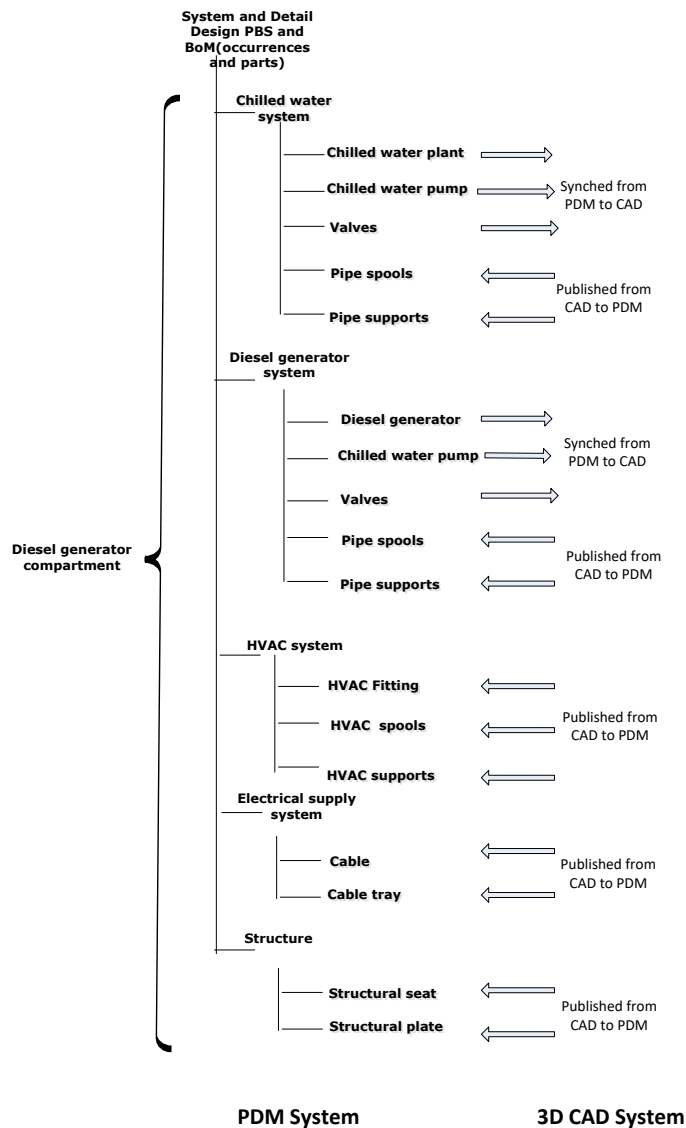 System and Detail
Design PBS and
BoM(occurrences
and parts)
Chilled water
system
Chilled water plant
Chilled water pump
Synched from
PDM to CAD
Valves
Pipe spools
Published from
CAD to PDM
Pipe supports
Diesel generator
system
Diesel generator
Synched from
PDM to CAD
Chilled water pump
Valves
Pipe spools
Published from
CAD to PDM
Diesel generator
compartment
Pipe supports
HVAC system
HVAC Fitting
HVAC  spools
Published from
CAD to PDM
HVAC supports
Electrical supply
system
Cable
Published from
CAD to PDM
Cable tray
Structure
Structural seat
Published from
CAD to PDM
Structural plate
PDM System
3D CAD System